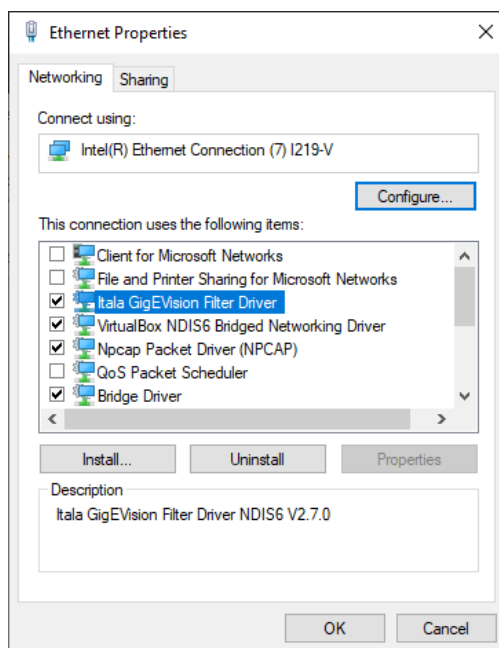 Ethernet Properties
Networking
Sharing
Connect using:
Intel(R) Ethernet Connection (7) I219-V
Configure...
This connection uses the following items:
Client for Microsoft Networks
File and Printer Sharing for Microsoft Networks
Itala GigEVision Filter Driver
VirtualBox NDIS6 Bridged Networking Driver
Npcap Packet Driver (NPCAP)
QoS Packet Scheduler
Bridge Driver
Install...
Uninstall
Properties
Description
Itala GigEVision Filter Driver NDIS6 V2.7.0
OK
Cancel